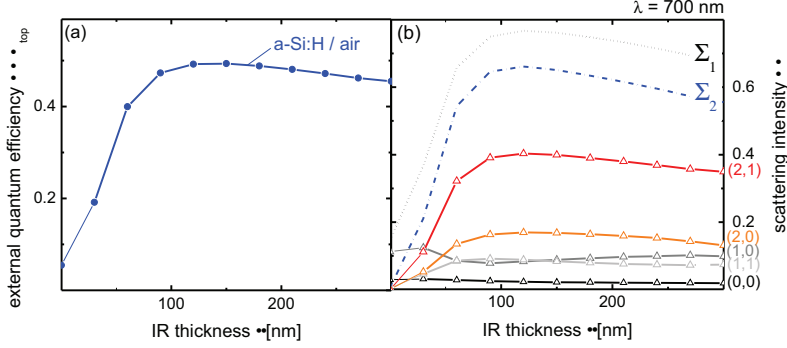 λ = 700 nm
(a)
a-Si:H / air
external quantum efficiency •••top
0.4
0.2
100
200
IR thickness ••[nm]
(b)
Σ1
Σ2
(2,1)
(2,0)
(1,0)
(1,1)
(0,0)
0.6
0.4
0.2
scattering intensity ••
100
200
IR thickness ••[nm]